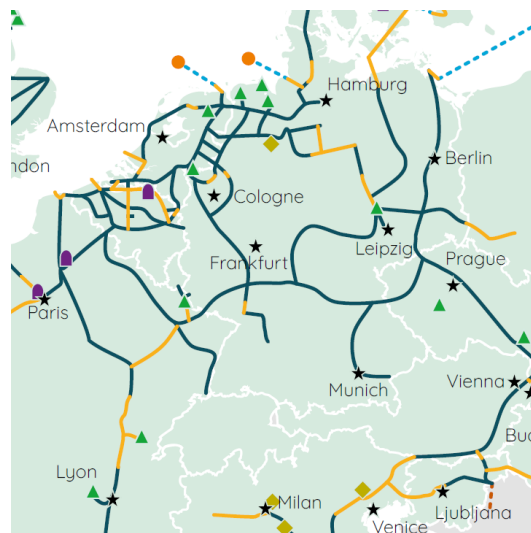 Hamburg
Amsterdam
ndon
Berlin
Cologne
Frankfurt
Leipzig
Prague
Paris
Munich
Vienna
Bu
Lyon
Milan
Ljubljana
Venice